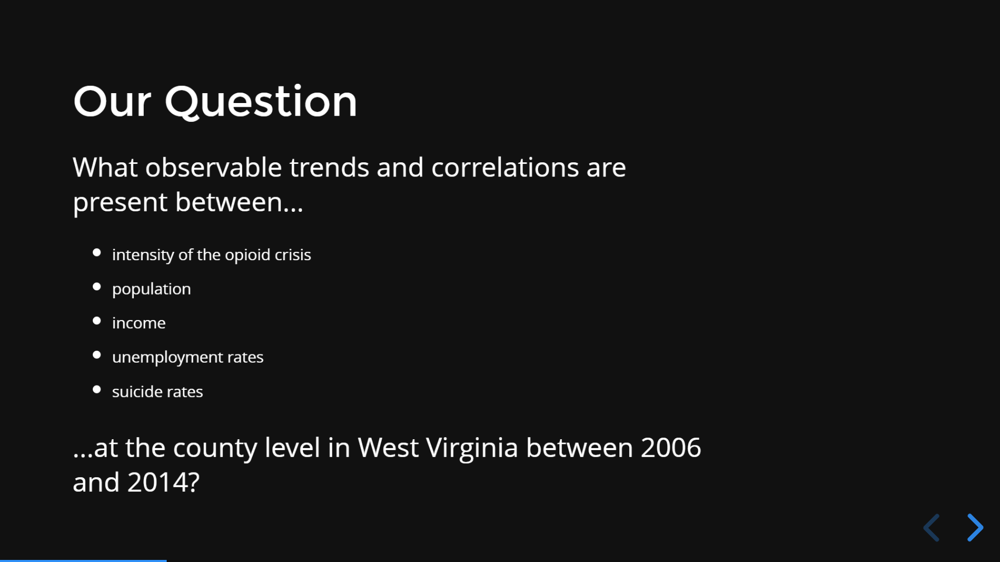 Our Question
What observable trends and correlations are
present between...
intensity of the opioid crisis
population
income
unemployment rates
suicide rates
...at the county level in West Virginia between 2006
and 2014?